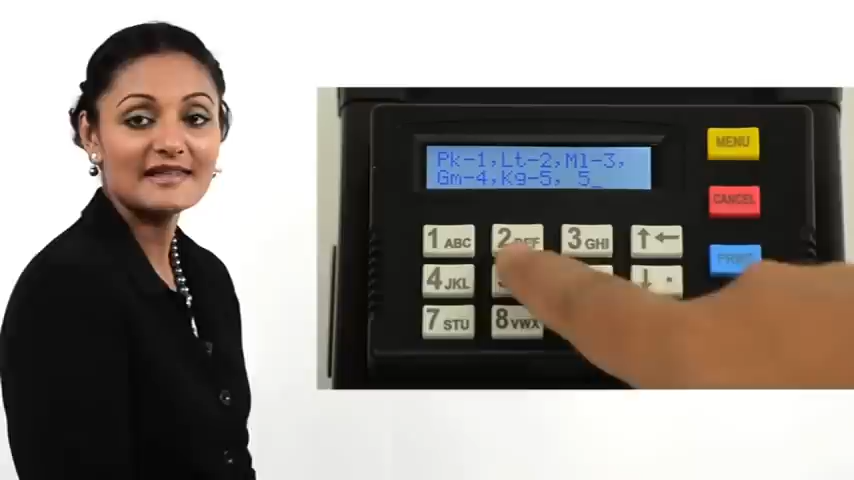 Pk-1,Lt-2,Ml-3,
Gm-4,Kg-5, 5_
MENU
CANCEL
PRINT
1 ABC
2 DEF
3 GHI
↑←
4 JKL
↓ .
7 STU
8 VWX